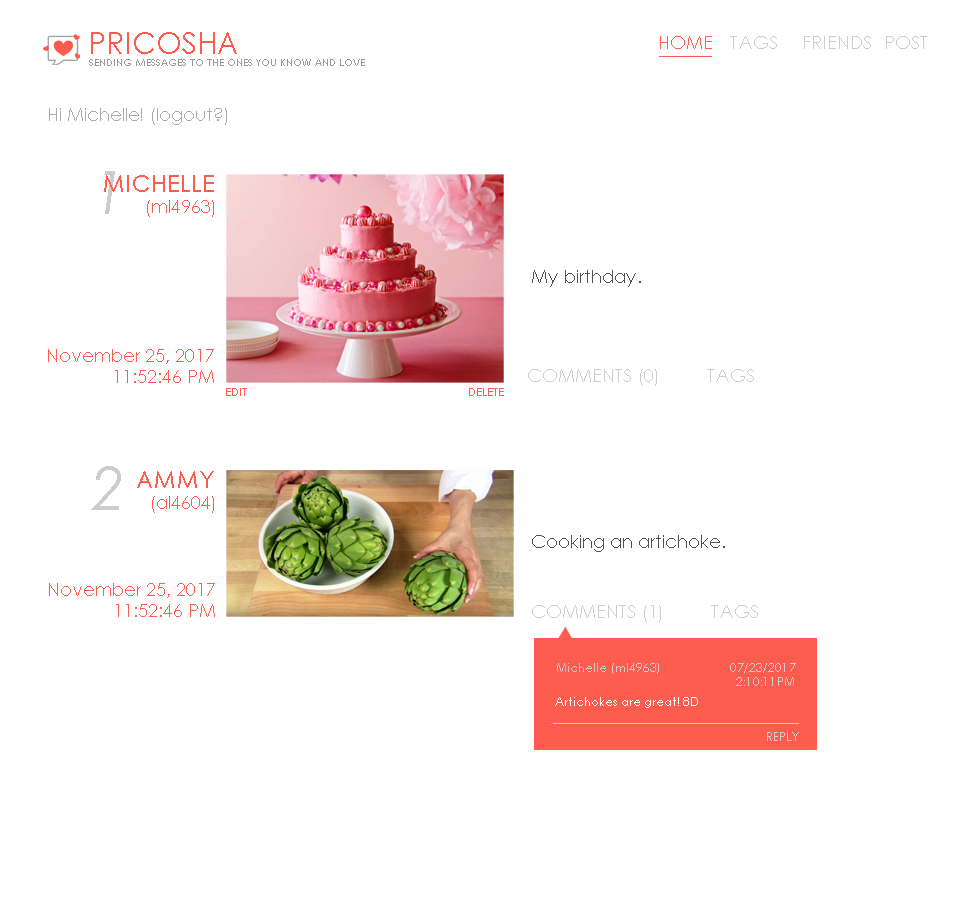 PRICOSHA
SENDING MESSAGES TO THE ONES YOU KNOW AND LOVE
HOME TAGS FRIENDS POST
Hi Michelle! (logout?)
1
MICHELLE
(ml4963)
My birthday.
November 25, 2017
11:52:46 PM
COMMENTS (0) TAGS
EDIT DELETE
2
AMMY
(al4604)
Cooking an artichoke.
November 25, 2017
11:52:46 PM
COMMENTS (1) TAGS
Michelle (ml4963) 07/23/2017
2:10:11PM
Artichokes are great! 8D
REPLY